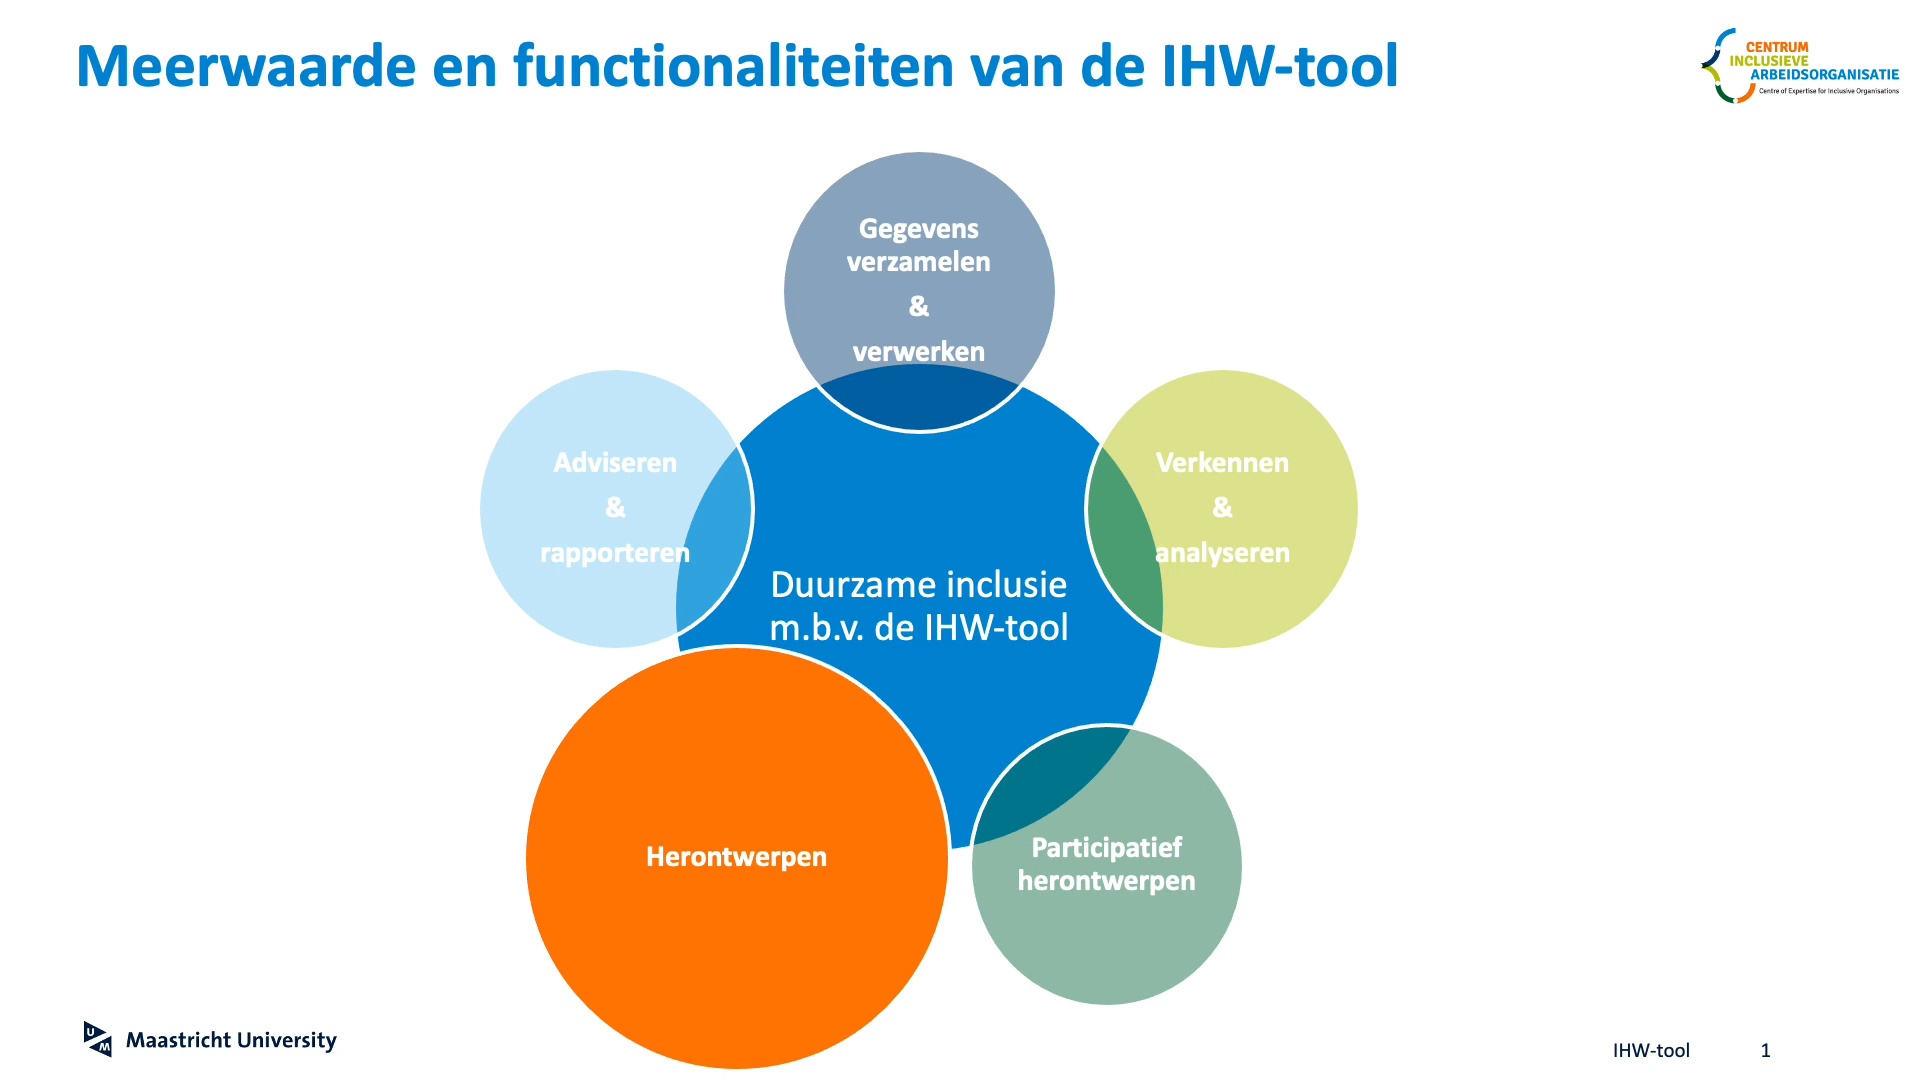 Meerwaarde en functionaliteiten van de IHW-tool
CENTRUM
INCLUSIEVE
ARBEIDSORGANISATIE
Centre of Expertise for Inclusive Organisations
Gegevens
verzamelen
&
verwerken
Adviseren
&
rapporteren
Verkennen
&
analyseren
Duurzame inclusie
m.b.v. de IHW-tool
Herontwerpen
Participatief
herontwerpen
U
M
Maastricht University
IHW-tool
1